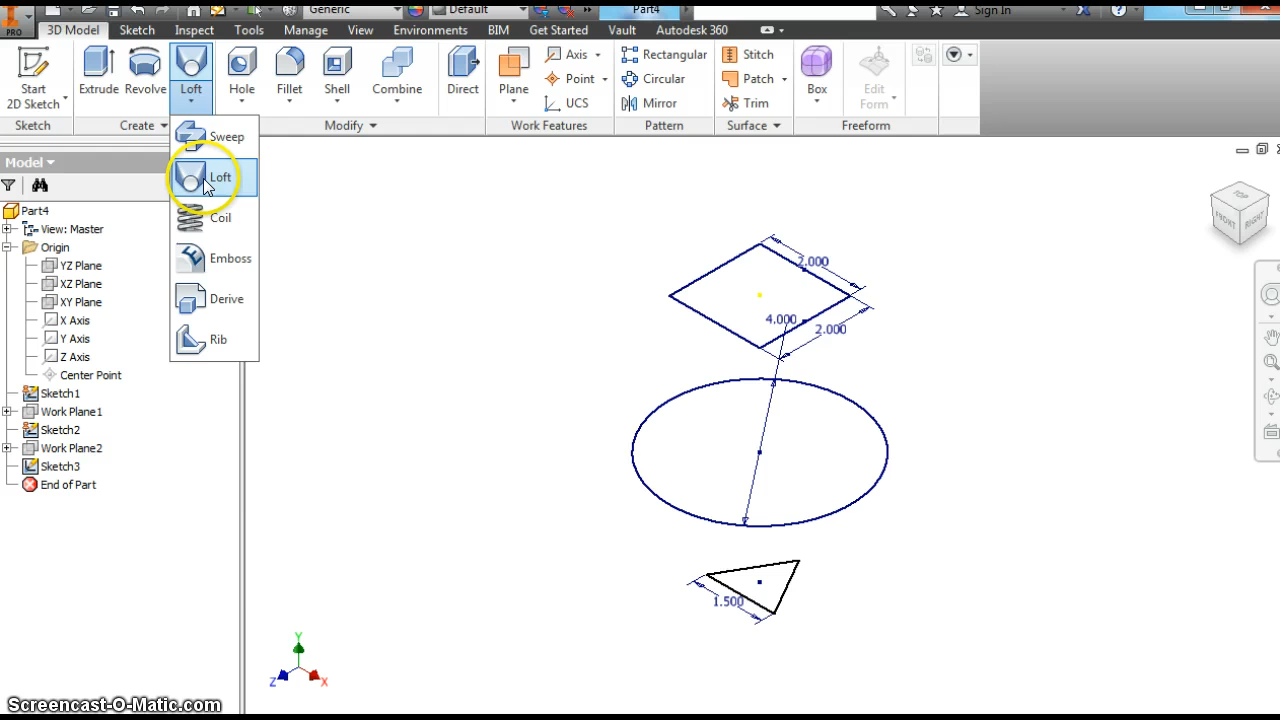 Generic Default Part4 Sign In
PRO 3D Model Sketch Inspect Tools Manage View Environments BIM Get Started Vault Autodesk 360
Start 2D Sketch Extrude Revolve Loft Hole Fillet Shell Combine Direct Plane Axis Point UCS Rectangular Circular Mirror Stitch Patch Trim Box Edit Form
Sketch Create Modify Work Features Pattern Surface Freeform
Sweep
Loft
Coil
Emboss
Derive
Rib
Model
Part4
View: Master
Origin
YZ Plane
XZ Plane
XY Plane
X Axis
Y Axis
Z Axis
Center Point
Sketch1
Work Plane1
Sketch2
Work Plane2
Sketch3
End of Part
TOP
FRONT RIGHT
2.000
4.000
2.000
1.500
Y
Z X
Screencast-O-Matic.com